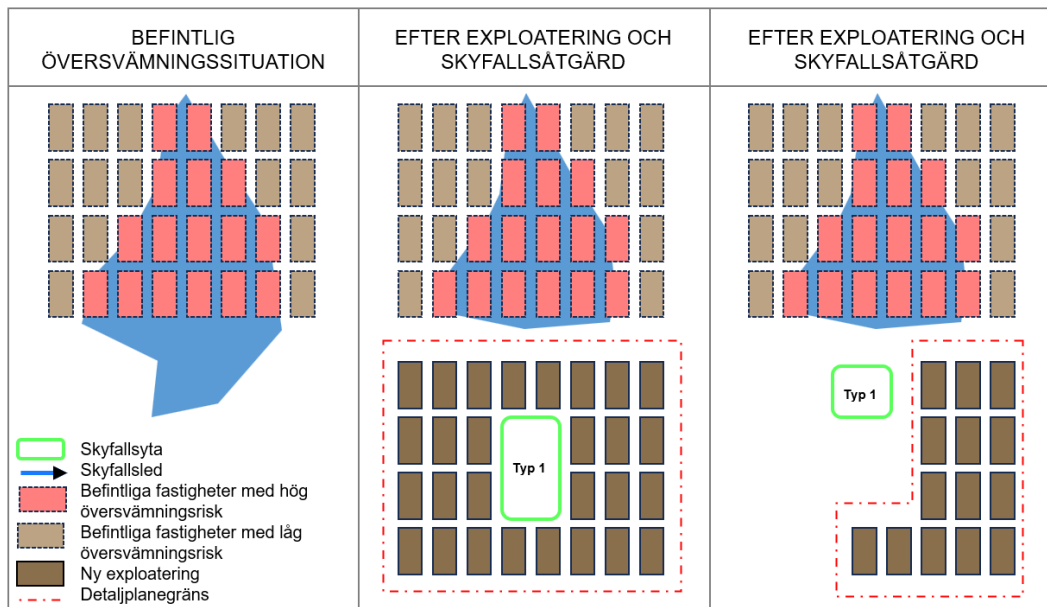 BEFINTLIG
ÖVERSVÄMNINGSSITUATION
EFTER EXPLOATERING OCH
SKYFALLSÅTGÄRD
EFTER EXPLOATERING OCH
SKYFALLSÅTGÄRD
Typ 1
Typ 1
Skyfallsyta
Skyfallsled
Befintliga fastigheter med hög
översvämningsrisk
Befintliga fastigheter med låg
översvämningsrisk
Ny exploatering
Detaljplanegräns